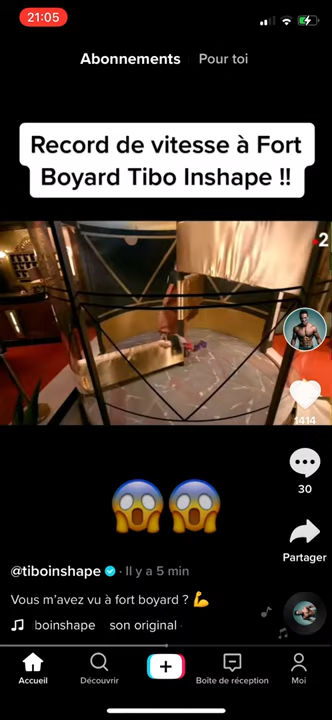 21:05
Abonnements Pour toi
Record de vitesse à Fort
Boyard Tibo Inshape !!
2
1414
30
Partager
@tiboinshape · Il y a 5 min
Vous m’avez vu à fort boyard ? 💪
boinshape son original
Accueil Découvrir Boîte de réception Moi